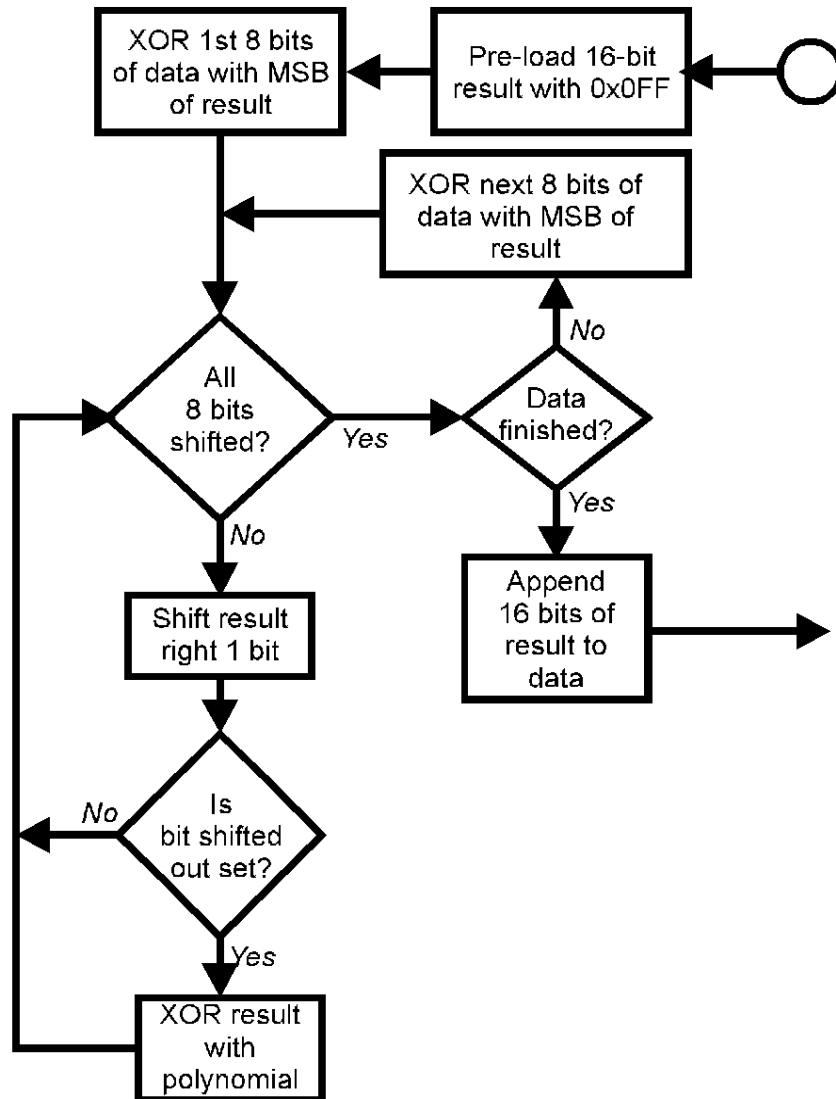 XOR 1st 8 bits
of data with MSB
of result
Pre-load 16-bit
result with 0x0FF
XOR next 8 bits of
data with MSB of
result
No
All
8 bits
shifted?
Yes
Data
finished?
Yes
No
Shift result
right 1 bit
Append
16 bits of
result to
data
No
Is
bit shifted
out set?
Yes
XOR result
with
polynomial